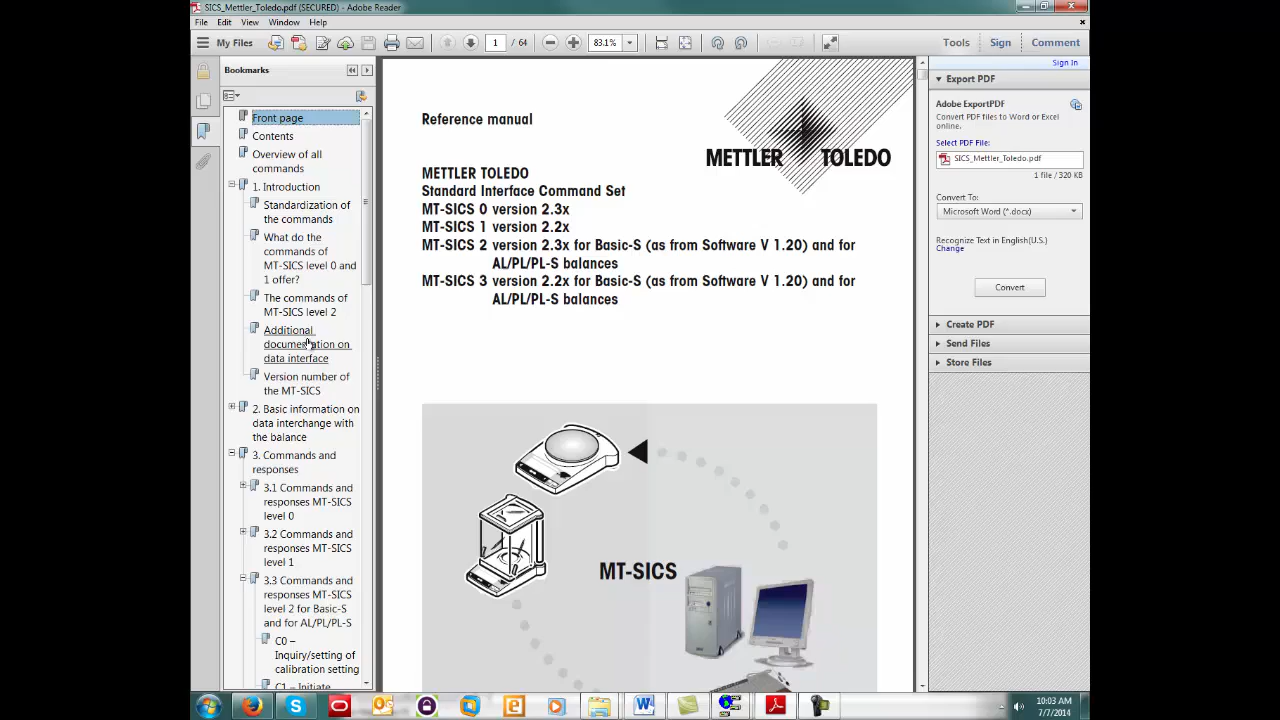 SICS_Mettler_Toledo.pdf (SECURED) - Adobe Reader
File Edit View Window Help
My Files 1 / 64 83.1% Tools Sign Comment
Sign In
Bookmarks
Front page
Contents
Overview of all
commands
1. Introduction
Standardization of
the commands
What do the
commands of
MT-SICS level 0 and
1 offer?
The commands of
MT-SICS level 2
Additional
documentation on
data interface
Version number of
the MT-SICS
2. Basic information on
data interchange with
the balance
3. Commands and
responses
3.1 Commands and
responses MT-SICS
level 0
3.2 Commands and
responses MT-SICS
level 1
3.3 Commands and
responses MT-SICS
level 2 for Basic-S
and for AL/PL/PL-S
C0 –
Inquiry/setting of
calibration setting
C1 – Initiate
Reference manual
METTLER TOLEDO
METTLER TOLEDO
Standard Interface Command Set
MT-SICS 0 version 2.3x
MT-SICS 1 version 2.2x
MT-SICS 2 version 2.3x for Basic-S (as from Software V 1.20) and for
AL/PL/PL-S balances
MT-SICS 3 version 2.2x for Basic-S (as from Software V 1.20) and for
AL/PL/PL-S balances
MT-SICS
Export PDF
Adobe ExportPDF
Convert PDF files to Word or Excel
online.
Select PDF File:
SICS_Mettler_Toledo.pdf
1 file / 320 KB
Convert To:
Microsoft Word (*.docx)
Recognize Text in English(U.S.)
Change
Convert
Create PDF
Send Files
Store Files
10:03 AM
7/7/2014